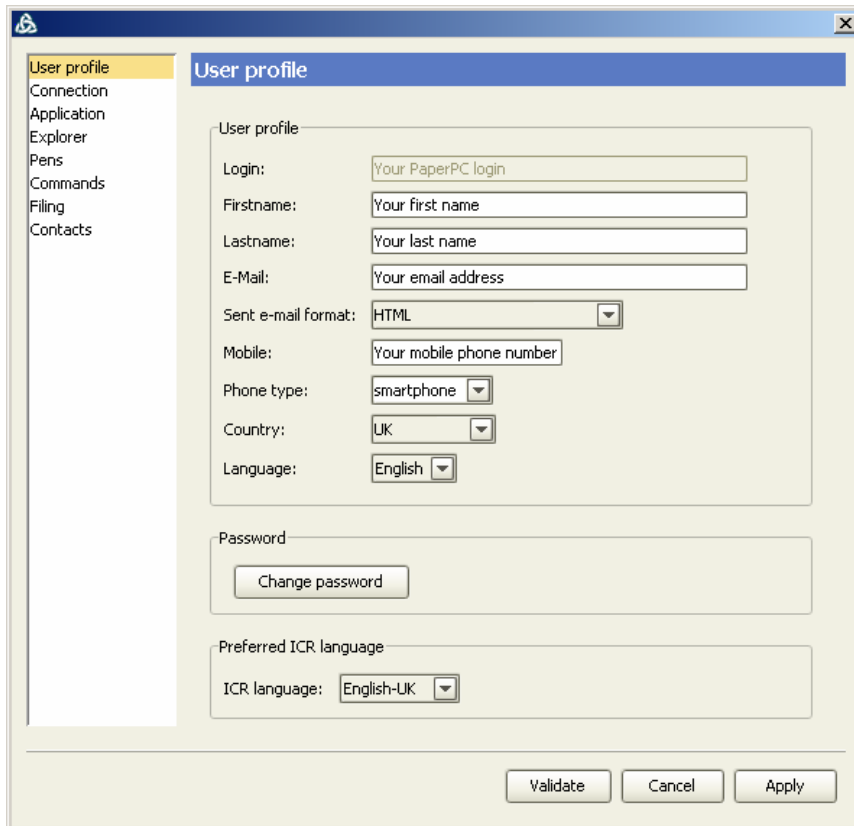 User profile
Connection
Application
Explorer
Pens
Commands
Filing
Contacts
User profile
User profile
Login: Your PaperPC login
Firstname: Your first name
Lastname: Your last name
E-Mail: Your email address
Sent e-mail format: HTML
Mobile: Your mobile phone number
Phone type: smartphone
Country: UK
Language: English
Password
Change password
Preferred ICR language
ICR language: English-UK
Validate Cancel Apply